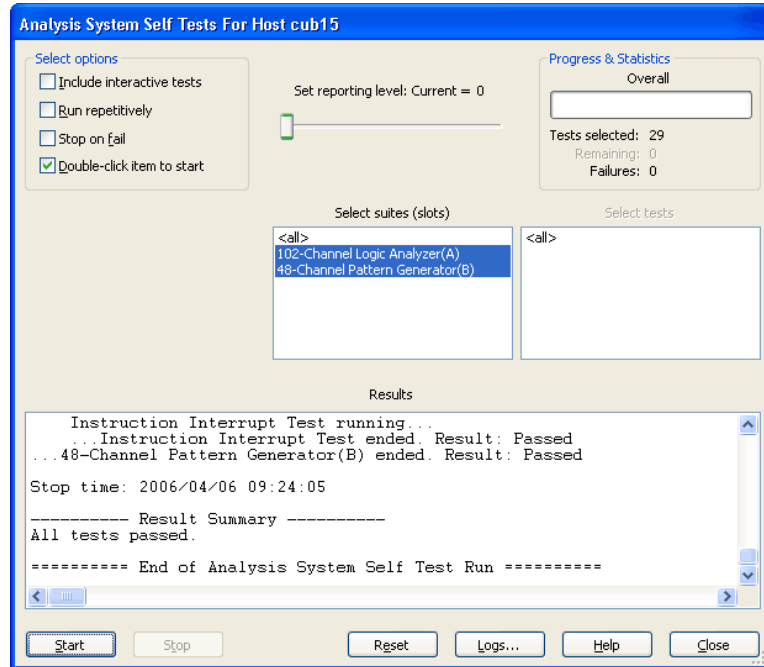 Analysis System Self Tests For Host cub15
Select options
Include interactive tests
Run repetitively
Stop on fail
Double-click item to start
Set reporting level: Current = 0
Progress & Statistics
Overall
Tests selected: 29
Remaining: 0
Failures: 0
Select suites (slots)
<all>
102-Channel Logic Analyzer(A)
48-Channel Pattern Generator(B)
Select tests
<all>
Results
Instruction Interrupt Test running...
...Instruction Interrupt Test ended. Result: Passed
...48-Channel Pattern Generator(B) ended. Result: Passed
Stop time: 2006/04/06 09:24:05
---------- Result Summary ----------
All tests passed.
========== End of Analysis System Self Test Run ==========
Start
Stop
Reset
Logs...
Help
Close